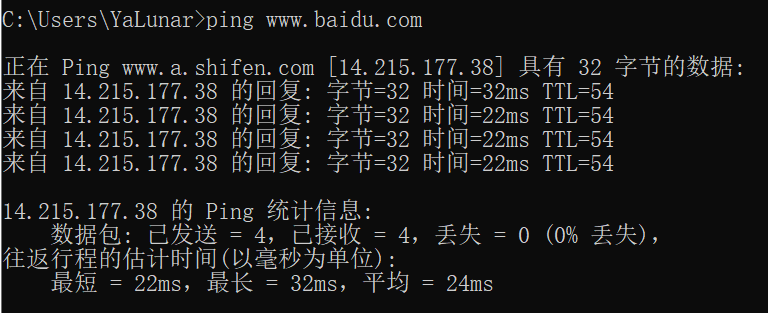 C:\Users\YaLunar>ping www.baidu.com
正在 Ping www.a.shifen.com [14.215.177.38] 具有 32 字节的数据:
来自 14.215.177.38 的回复: 字节=32 时间=32ms TTL=54
来自 14.215.177.38 的回复: 字节=32 时间=22ms TTL=54
来自 14.215.177.38 的回复: 字节=32 时间=22ms TTL=54
来自 14.215.177.38 的回复: 字节=32 时间=22ms TTL=54
14.215.177.38 的 Ping 统计信息:
数据包: 已发送 = 4，已接收 = 4，丢失 = 0 (0% 丢失)，
往返行程的估计时间(以毫秒为单位):
最短 = 22ms，最长 = 32ms，平均 = 24ms